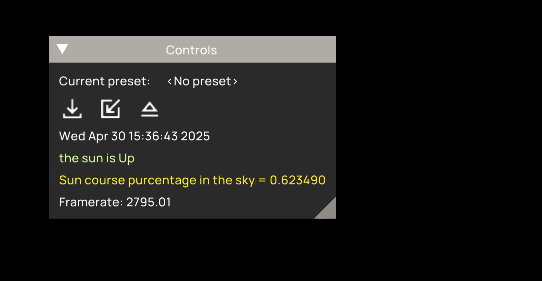 Controls
Current preset: <No preset>
Wed Apr 30 15:36:43 2025
the sun is Up
Sun course purcentage in the sky = 0.623490
Framerate: 2795.01